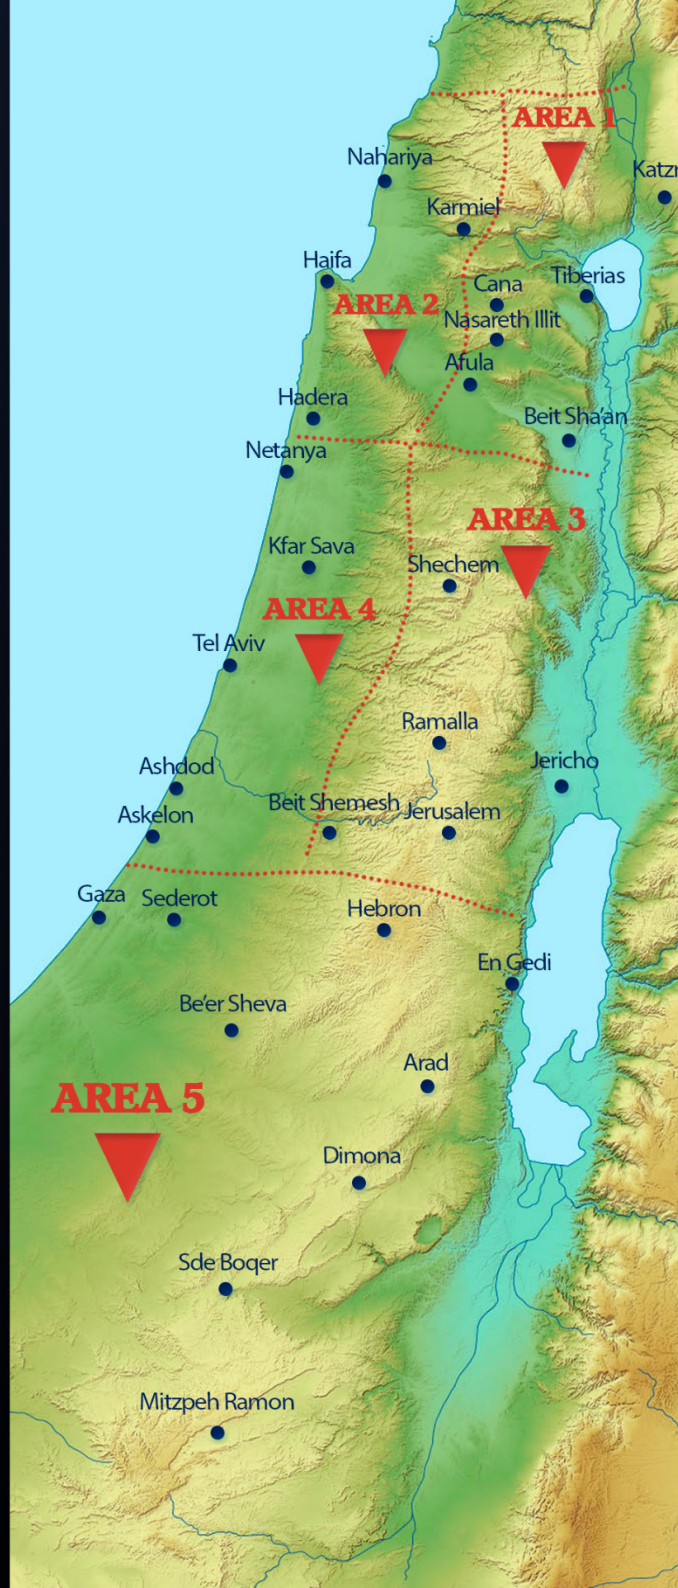 AREA 1
Nahariya
Katzr
Karmiel
Haifa
Tiberias
Cana
AREA 2
Nasareth Illit
Afula
Hadera
Beit Sha'an
Netanya
AREA 3
Kfar Sava
Shechem
AREA 4
Tel Aviv
Ramalla
Jericho
Ashdod
Beit Shemesh
Jerusalem
Askelon
Gaza
Sederot
Hebron
En Gedi
Be'er Sheva
Arad
AREA 5
Dimona
Sde Boqer
Mitzpeh Ramon